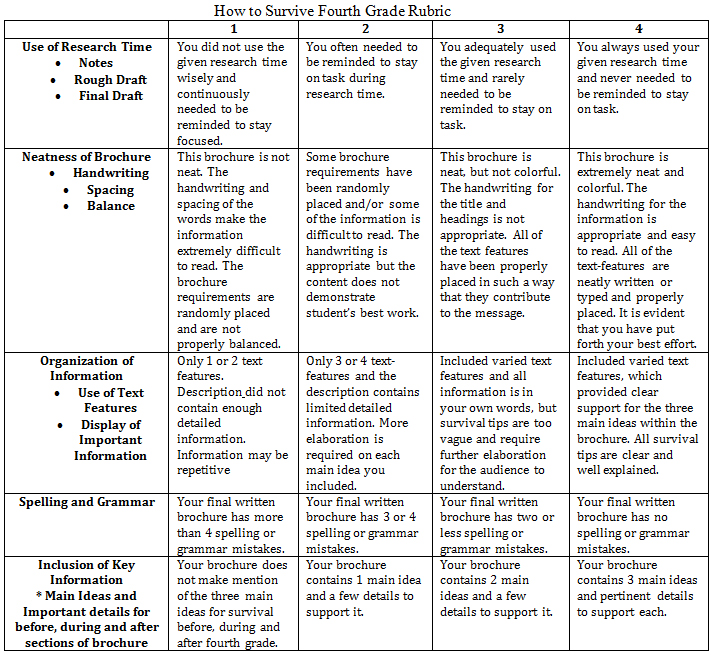 How to Survive Fourth Grade Rubric
1 2 3 4
Use of Research Time
• Notes
• Rough Draft
• Final Draft
You did not use the
given research time
wisely and
continuously
needed to be
reminded to stay
focused.
You often needed to
be reminded to stay
on task during
research time.
You adequately used
the given research
time and rarely
needed to be
reminded to stay on
task.
You always used your
given research time
and never needed to
be reminded to stay
on task.
Neatness of Brochure
• Handwriting
• Spacing
• Balance
This brochure is not
neat. The
handwriting and
spacing of the
words make the
information
extremely difficult
to read. The
brochure
requirements are
randomly placed
and are not
properly balanced.
Some brochure
requirements have
been randomly
placed and/or some
of the information is
difficult to read. The
handwriting is
appropriate but the
content does not
demonstrate
student's best work.
This brochure is
neat, but not colorful.
The handwriting for
the title and
headings is not
appropriate. All of
the text features
have been properly
placed in such a way
that they contribute
to the message.
This brochure is
extremely neat and
colorful. The
handwriting for the
information is
appropriate and easy
to read. All of the
text-features are
neatly written or
typed and properly
placed. It is evident
that you have put
forth your best effort.
Organization of
Information
• Use of Text
Features
• Display of
Important
Information
Only 1 or 2 text
features.
Description did not
contain enough
detailed
information.
Information may be
repetitive
Only 3 or 4 text-
features and the
description contains
limited detailed
information. More
elaboration is
required on each
main idea you
included.
Included varied text
features and all
information is in
your own words, but
survival tips are too
vague and require
further elaboration
for the audience to
understand.
Included varied text
features, which
provided clear
support for the three
main ideas within the
brochure. All survival
tips are clear and
well explained.
Spelling and Grammar
Your final written
brochure has more
than 4 spelling or
grammar mistakes.
Your final written
brochure has 3 or 4
spelling or grammar
mistakes.
Your final written
brochure has two or
less spelling or
grammar mistakes.
Your final written
brochure has no
spelling or grammar
mistakes.
Inclusion of Key
Information
* Main Ideas and
Important details for
before, during and after
sections of brochure
Your brochure does
not make mention
of the three main
ideas for survival
before, during and
after fourth grade.
Your brochure
contains 1 main idea
and a few details to
support it.
Your brochure
contains 2 main
ideas and a few
details to support it.
Your brochure
contains 3 main ideas
and pertinent details
to support each.